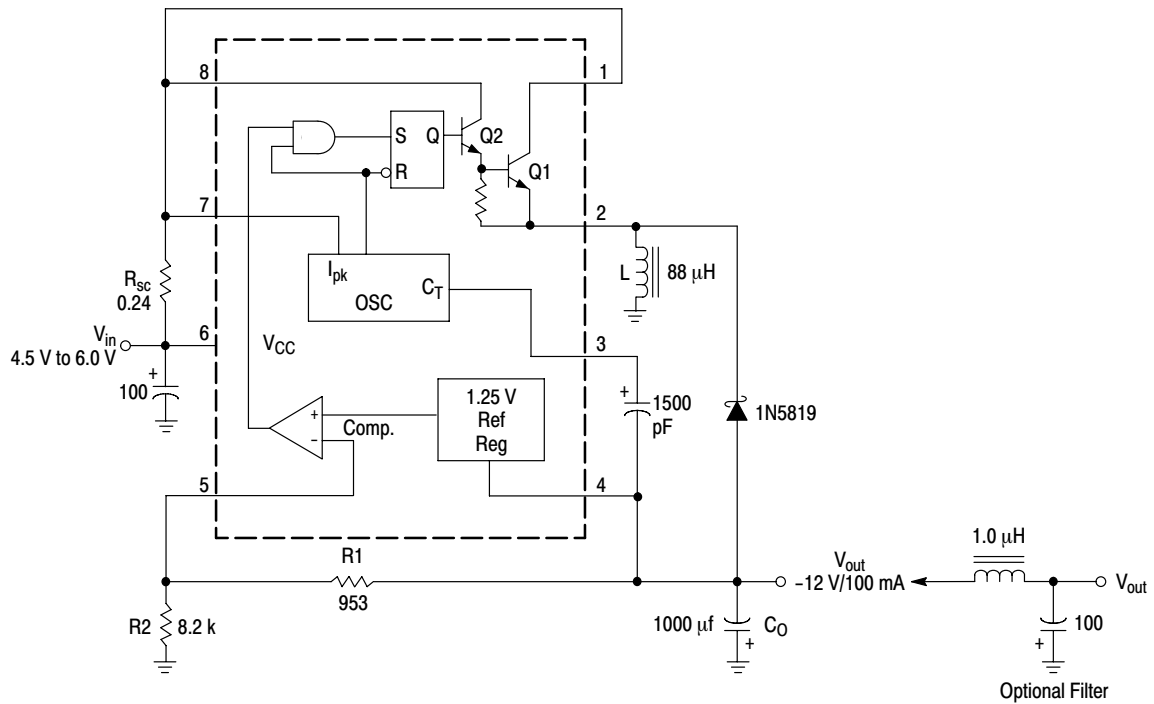 8
1
S
Q
Q2
R
Q1
7
2
I_pk
OSC
C_T
L
88 μH
R_sc
0.24
V_in
4.5 V to 6.0 V
6
V_CC
3
+
100
+
-
Comp.
1.25 V
Ref
Reg
+
1500
pF
1N5819
5
4
R1
953
1.0 μH
V_out
-12 V/100 mA
V_out
R2
8.2 k
1000 μf
C_O
+
100
+
Optional Filter